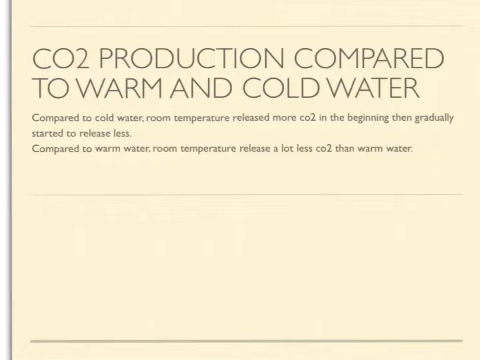 CO2 PRODUCTION COMPARED
TO WARM AND COLD WATER
Compared to cold water, room temperature released more co2 in the beginning then gradually
started to release less.
Compared to warm water, room temperature release a lot less co2 than warm water.